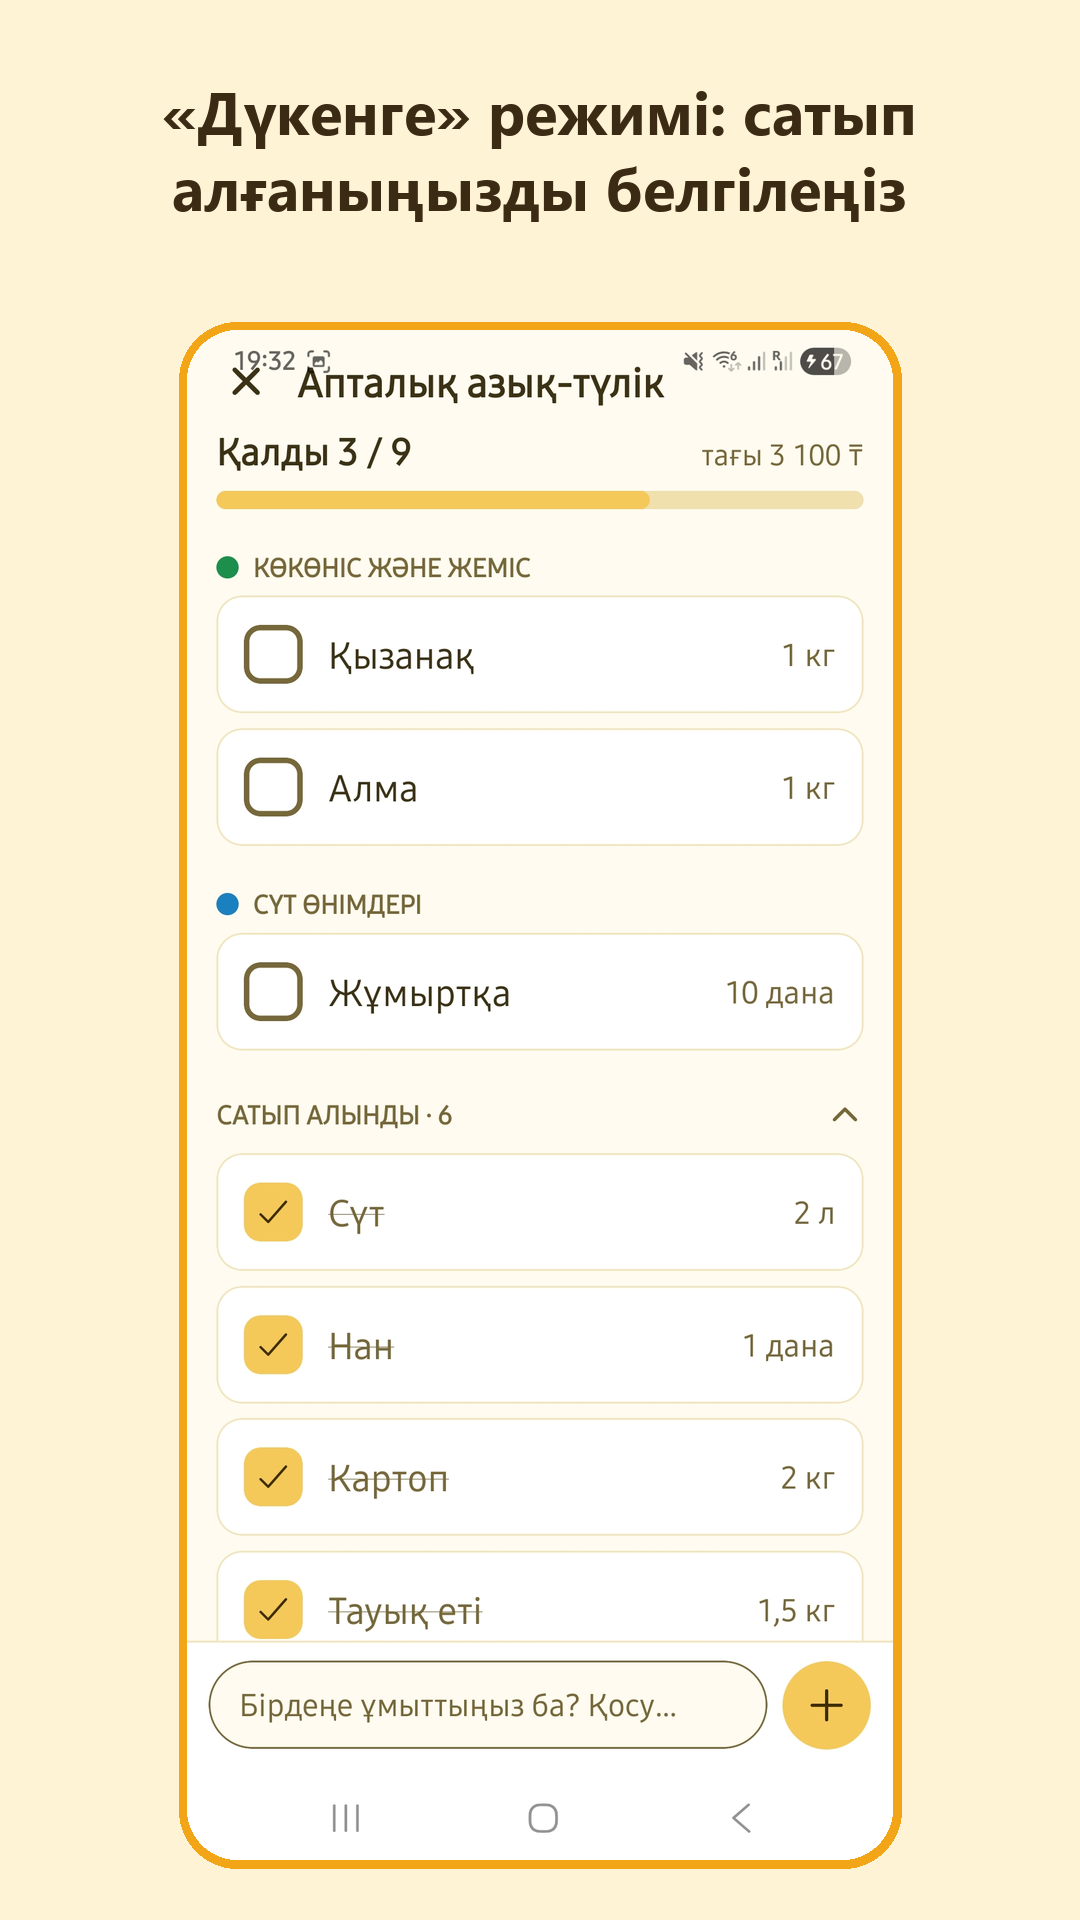 «Дүкенге» режимі: сатып
алғаныңызды белгілеңіз
19:32
R 67
Апталық азық-түлік
Қалды 3 / 9
тағы 3 100 ₸
КӨКӨНІС ЖӘНЕ ЖЕМІС
Қызанақ 1 кг
Алма 1 кг
СҮТ ӨНІМДЕРІ
Жұмыртқа 10 дана
САТЫП АЛЫНДЫ · 6
Сүт 2 л
Нан 1 дана
Картоп 2 кг
Тауық еті 1,5 кг
Бірдеңе ұмыттыңыз ба? Қосу...